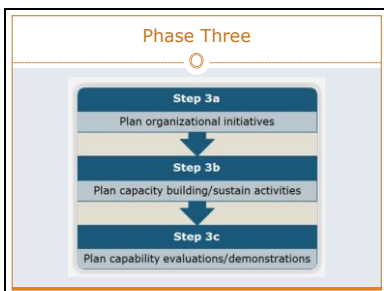 Phase Three
Step 3a
Plan organizational initiatives
Step 3b
Plan capacity building/sustain activities
Step 3c
Plan capability evaluations/demonstrations